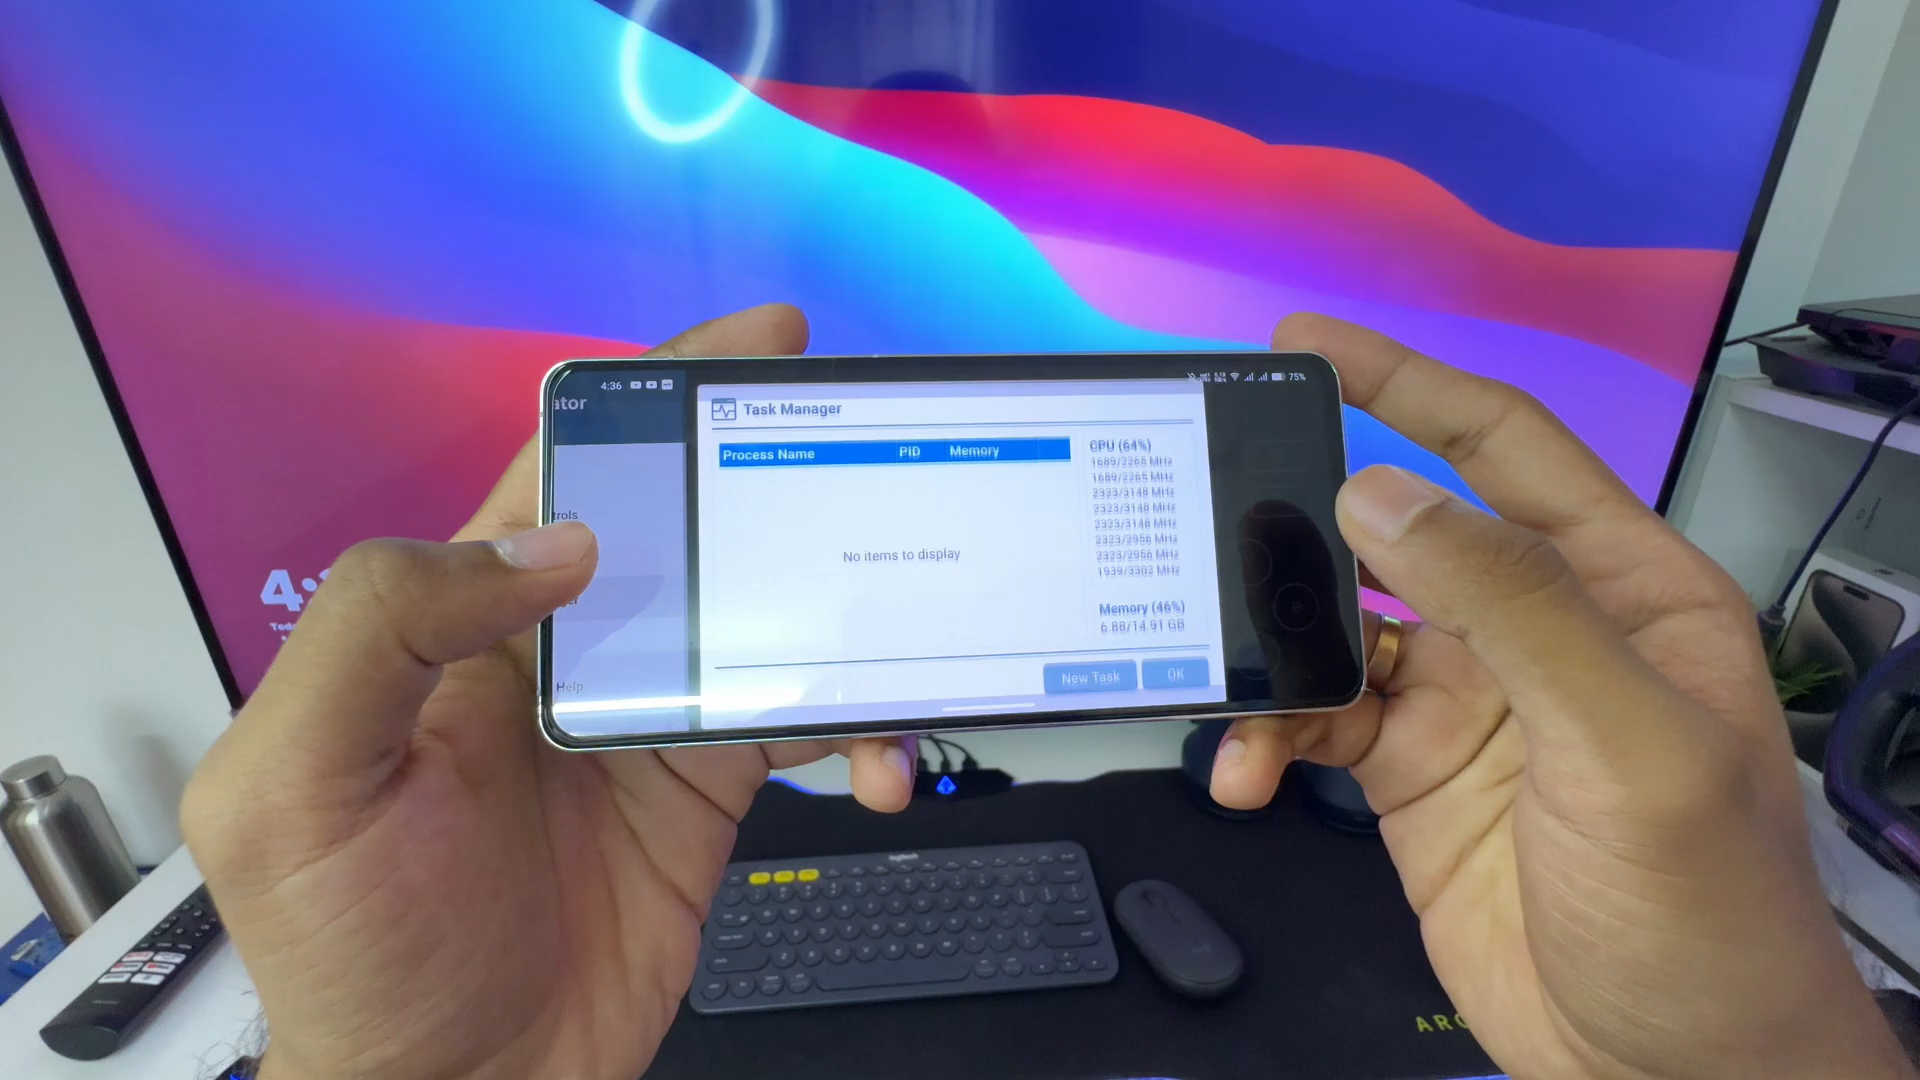 4:36
75%
ator
trols
Help
Task Manager
Process Name PID Memory
No items to display
CPU (64%)
1689/2265 MHz
1689/2265 MHz
2323/3148 MHz
2323/3148 MHz
2323/3148 MHz
2323/2956 MHz
2323/2956 MHz
1939/3302 MHz
Memory (46%)
6.88/14.91 GB
New Task OK
logitech